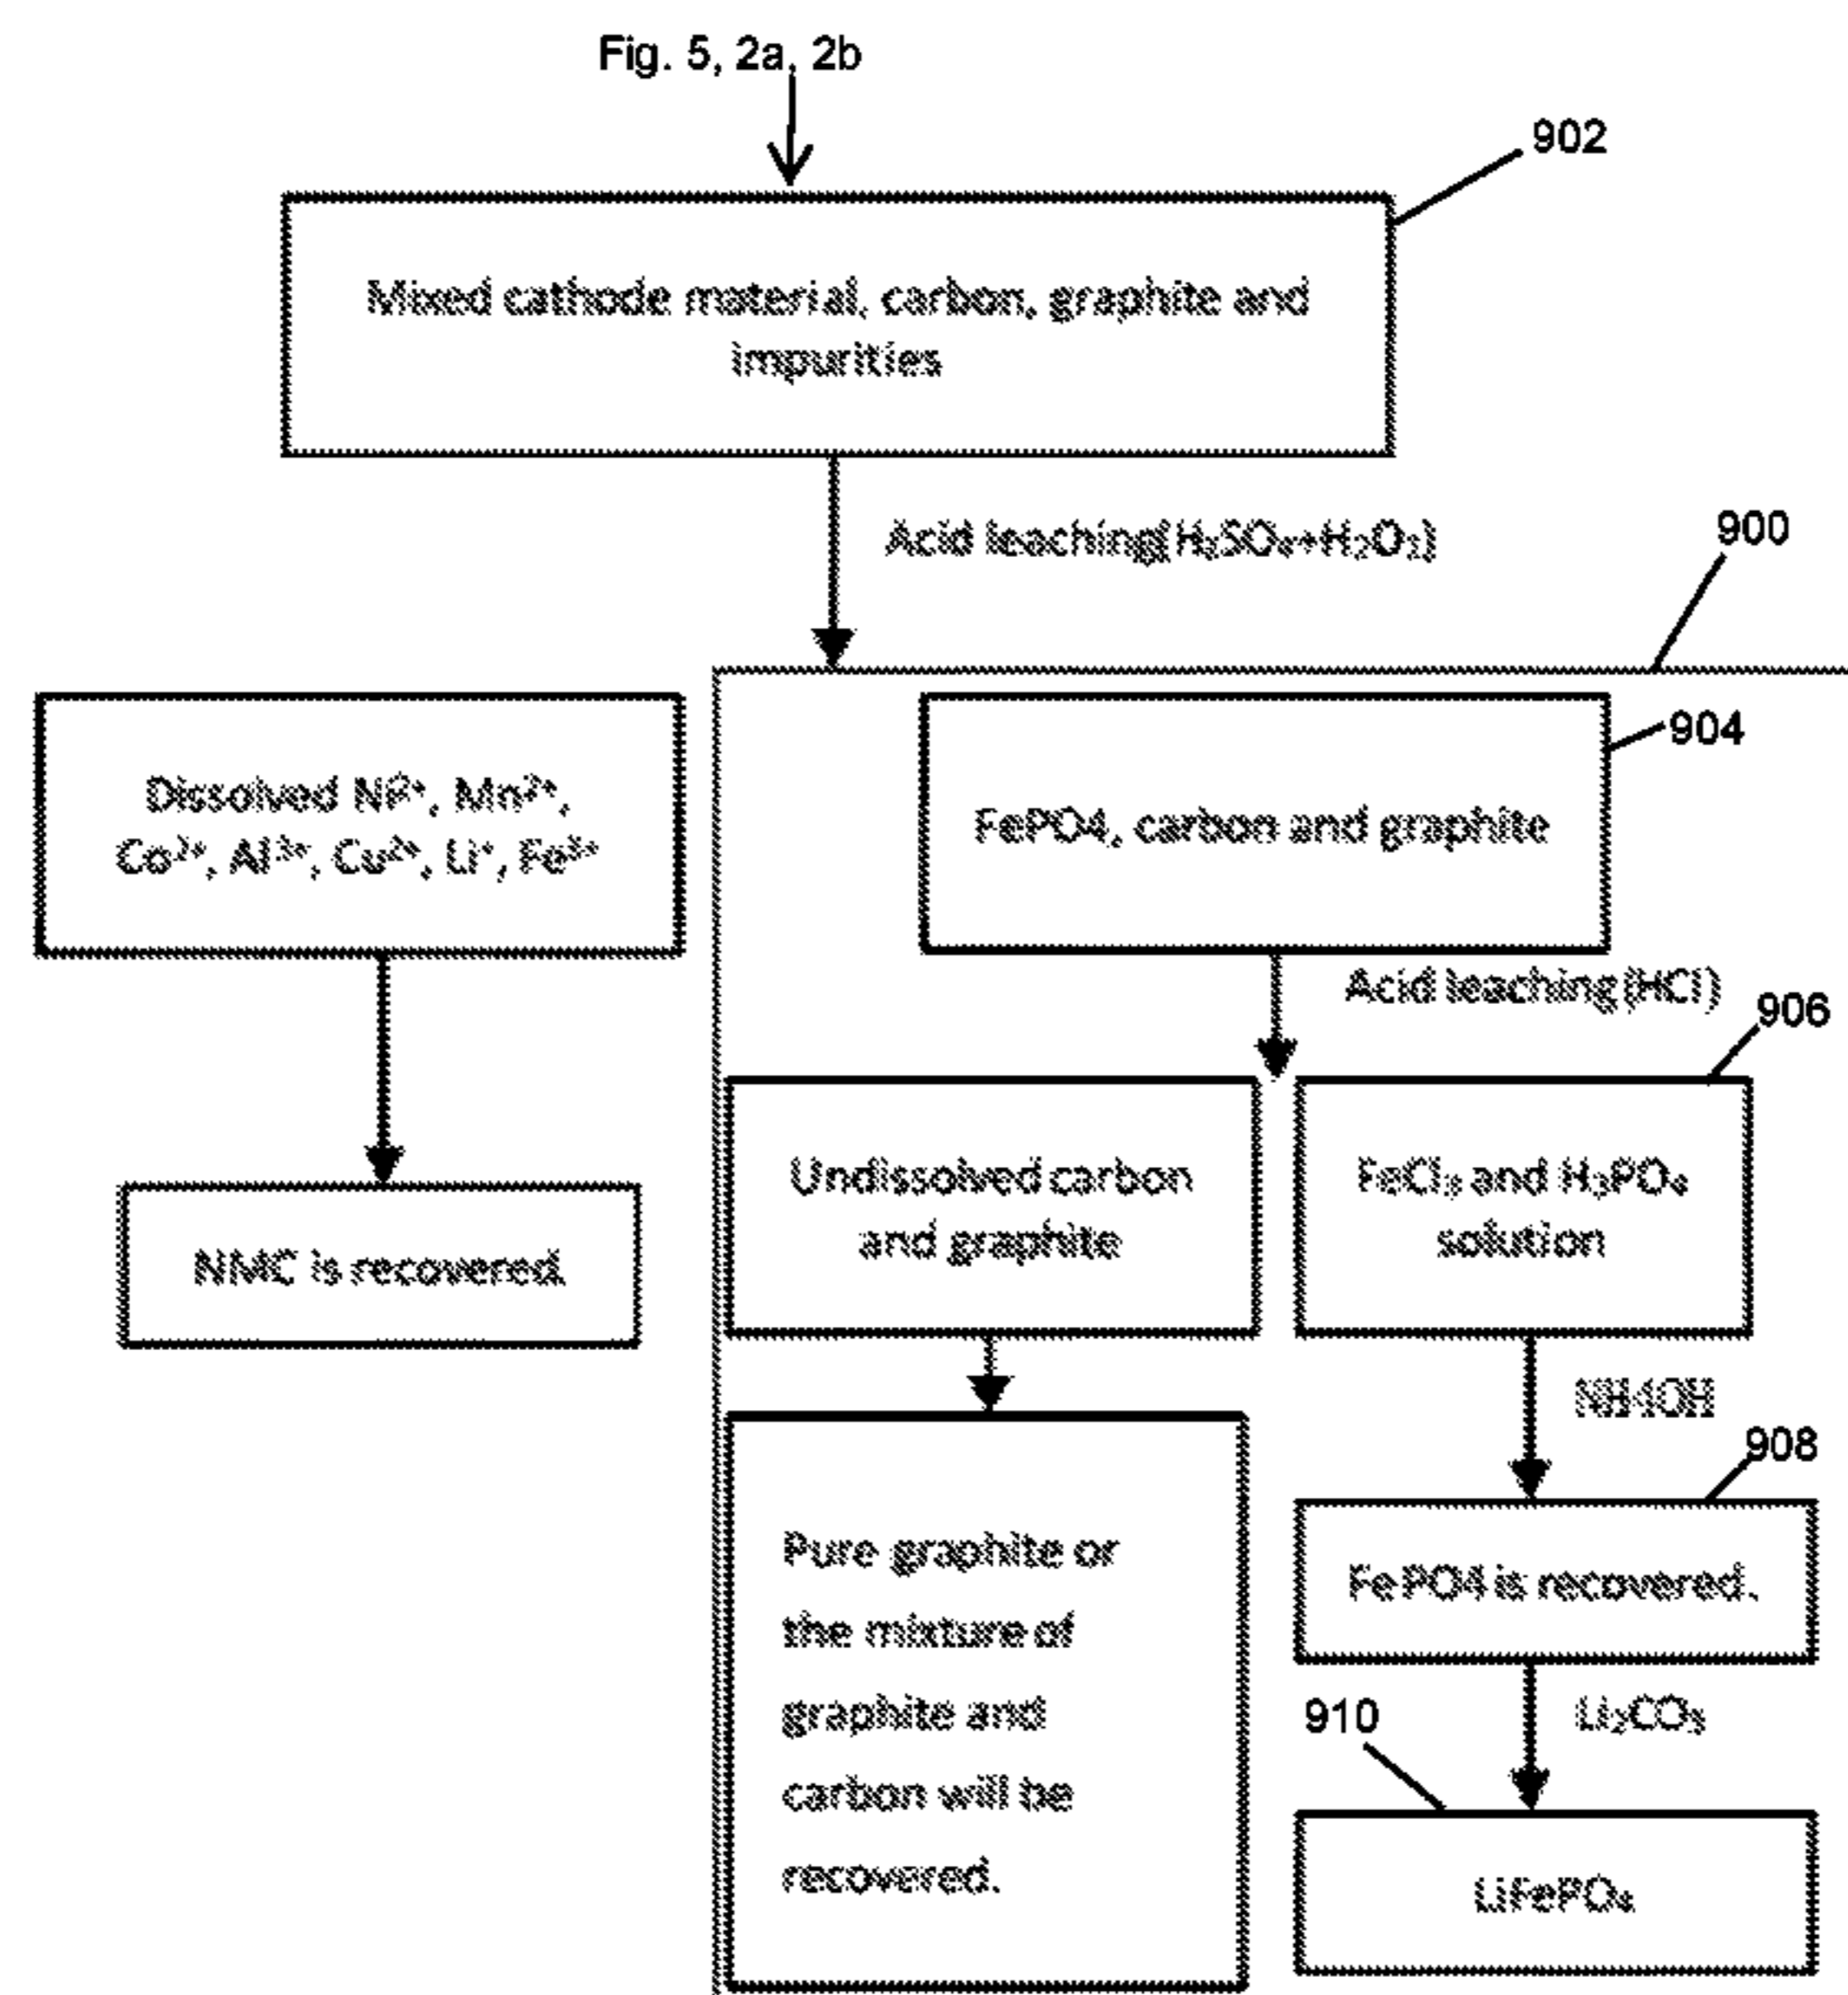 Fig. 5, 2a, 2b
902
Mixed cathode material, carbon, graphite and
impurities
Acid leaching(H₂SO₄+H₂O₂)
900
904
Dissolved Ni²⁺, Mn²⁺,
Co²⁺, Al³⁺, Cu²⁺, Li⁺, Fe³⁺
FePO4, carbon and graphite
Acid leaching(HCl)
906
Undissolved carbon
and graphite
FeCl₃ and H₃PO₄
solution
NMC is recovered.
NH4OH
908
Pure graphite or
the mixture of
graphite and
carbon will be
recovered.
FePO4 is recovered.
910
Li₂CO₃
LiFePO₄